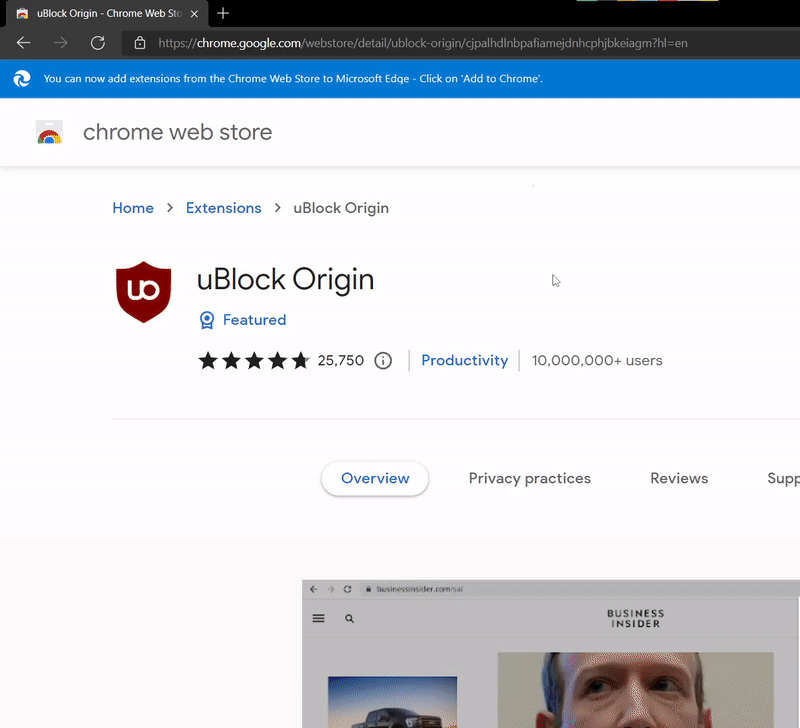 uBlock Origin - Chrome Web Sto
https://chrome.google.com/webstore/detail/ublock-origin/cjpalhdlnbpafiamejdnhcphjbkeiagm?hl=en
You can now add extensions from the Chrome Web Store to Microsoft Edge - Click on 'Add to Chrome'.
chrome web store
Home > Extensions > uBlock Origin
uBlock Origin
Featured
25,750 Productivity 10,000,000+ users
Overview Privacy practices Reviews Supp
businessinsider.com/sai
BUSINESS
INSIDER